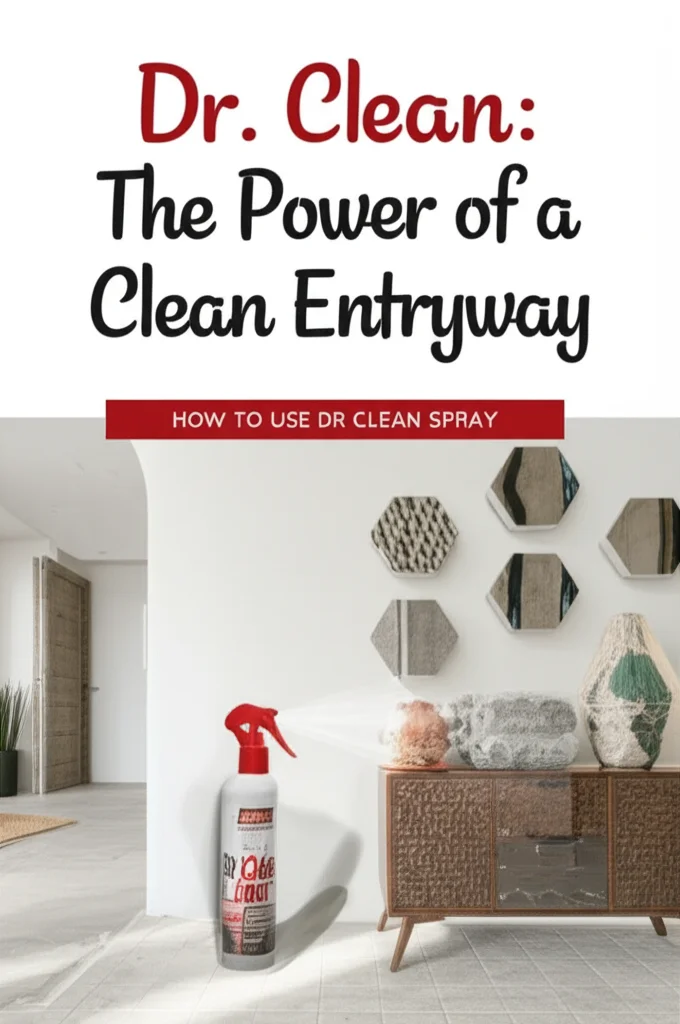 Dr. Clean:
The Power of a
Clean Entryway
HOW TO USE DR CLEAN SPRAY